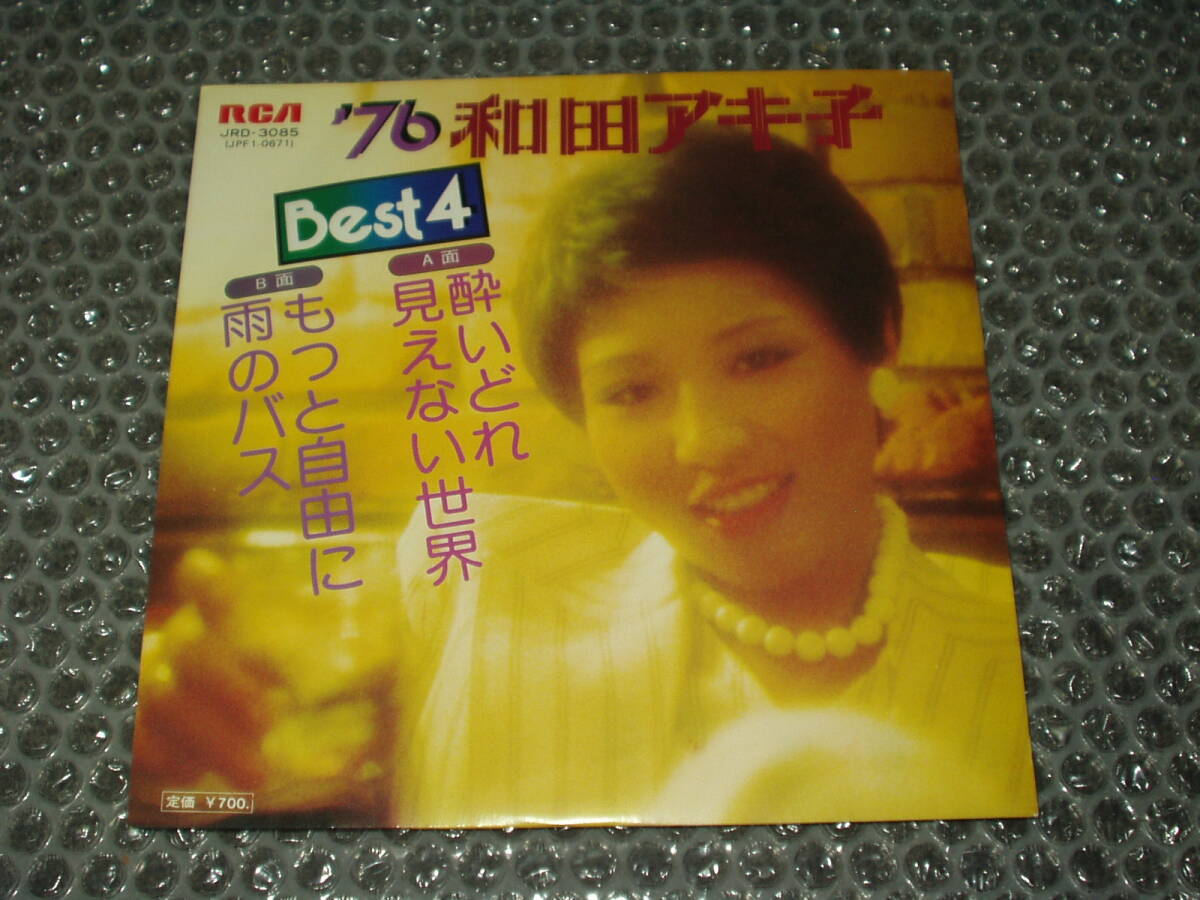 RCA
JRD-3085
(JPF1-0671)
'76 和田アキ子
Best4
A面
酔いどれ
見えない世界
B面
もっと自由に
雨のバス
定価 ¥700.